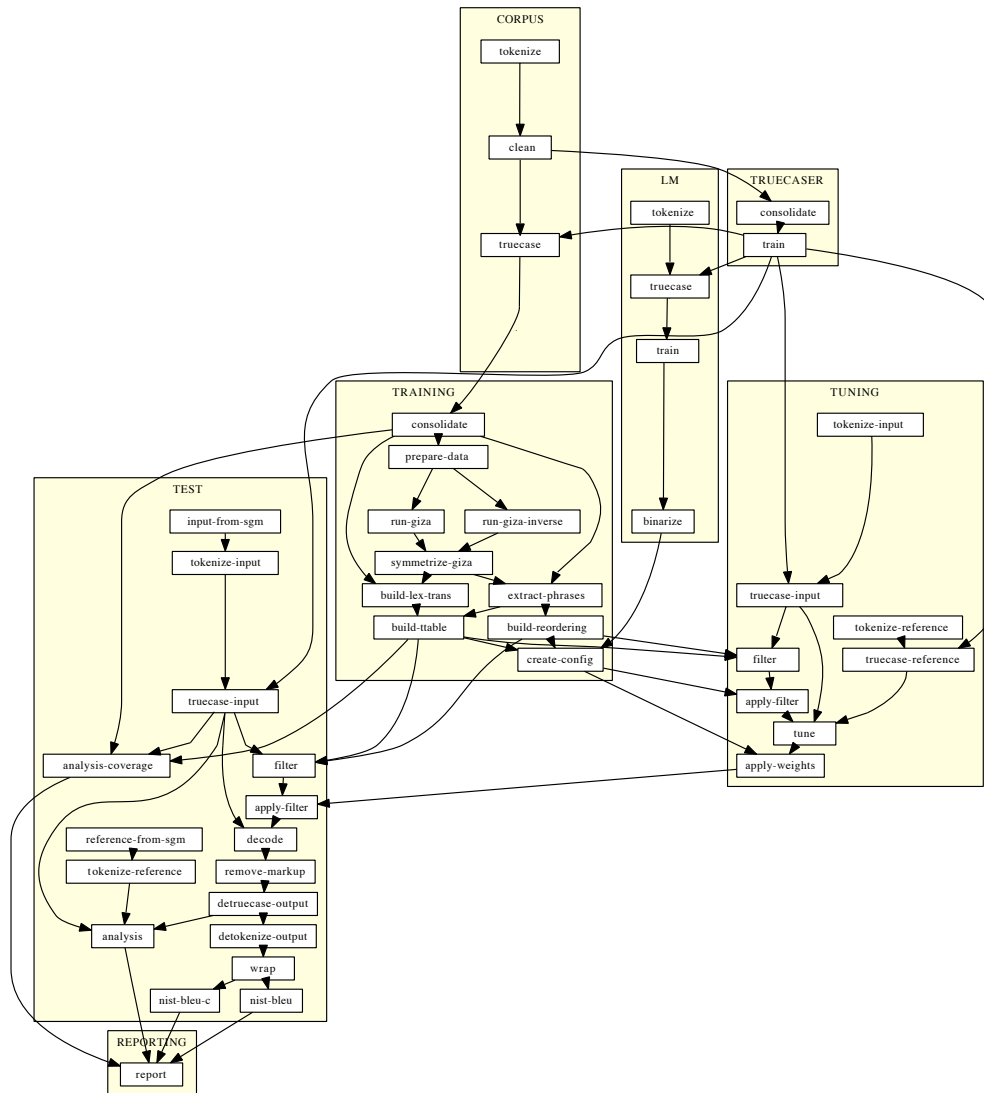 CORPUS
tokenize
clean
truecase
LM
tokenize
truecase
train
binarize
TRUECASER
consolidate
train
TRAINING
consolidate
prepare-data
run-giza
run-giza-inverse
symmetrize-giza
build-lex-trans
extract-phrases
build-ttable
build-reordering
create-config
TUNING
tokenize-input
truecase-input
tokenize-reference
filter
truecase-reference
apply-filter
tune
apply-weights
TEST
input-from-sgm
tokenize-input
truecase-input
analysis-coverage
filter
apply-filter
reference-from-sgm
decode
tokenize-reference
remove-markup
detruecase-output
analysis
detokenize-output
wrap
nist-bleu-c
nist-bleu
REPORTING
report